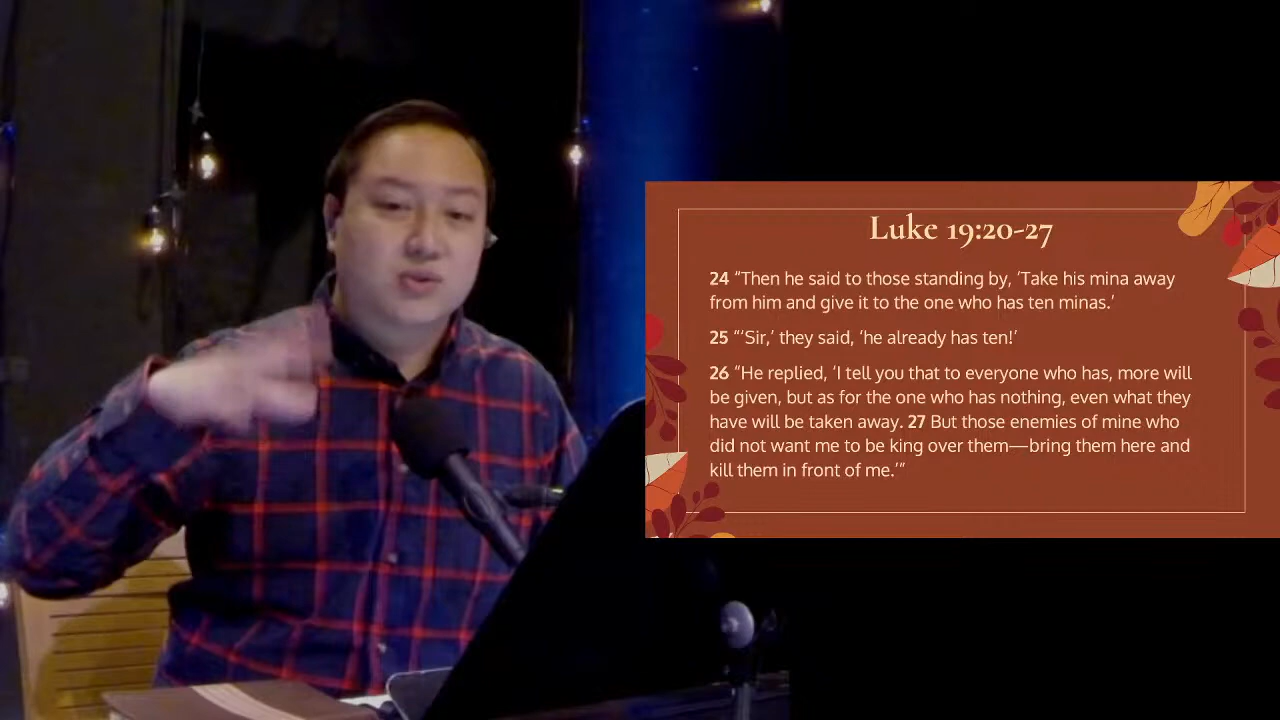 Luke 19:20-27
24 “Then he said to those standing by, ‘Take his mina away
from him and give it to the one who has ten minas.’
25 “‘Sir,’ they said, ‘he already has ten!’
26 “He replied, ‘I tell you that to everyone who has, more will
be given, but as for the one who has nothing, even what they
have will be taken away. 27 But those enemies of mine who
did not want me to be king over them—bring them here and
kill them in front of me.’”